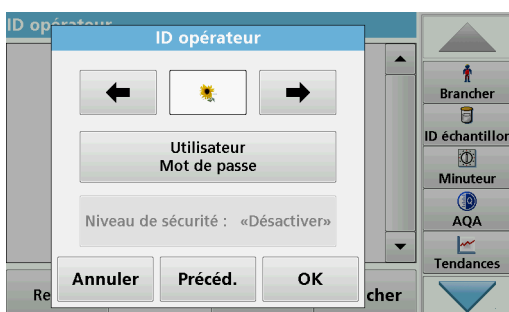 ID opérateur
ID opérateur
Utilisateur
Mot de passe
Niveau de sécurité : «Désactiver»
Annuler
Précéd.
OK
Brancher
ID échantillon
Minuteur
AQA
Tendances